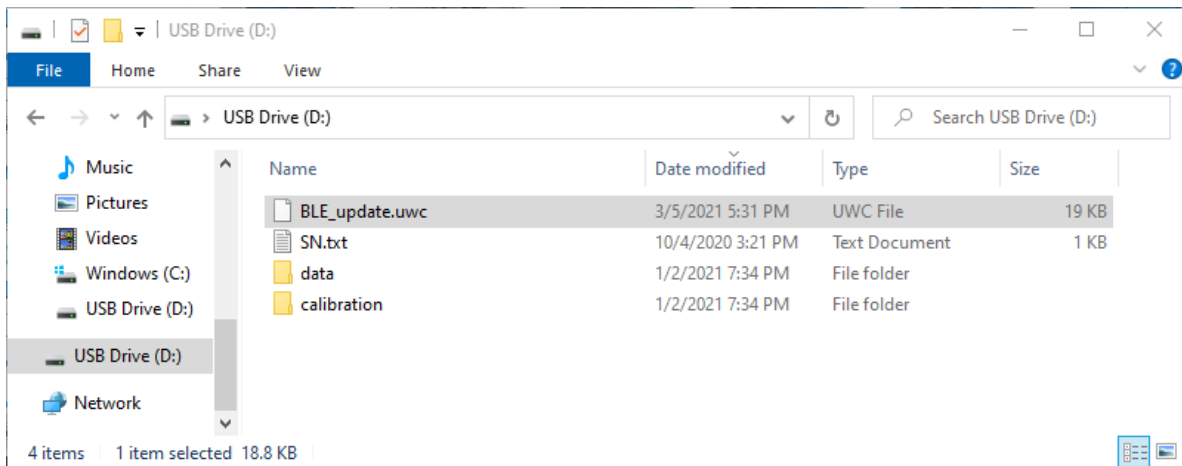 USB Drive (D:)
File Home Share View
USB Drive (D:) Search USB Drive (D:)
Music
Pictures
Videos
Windows (C:)
USB Drive (D:)
USB Drive (D:)
Network
Name Date modified Type Size
BLE_update.uwc 3/5/2021 5:31 PM UWC File 19 KB
SN.txt 10/4/2020 3:21 PM Text Document 1 KB
data 1/2/2021 7:34 PM File folder
calibration 1/2/2021 7:34 PM File folder
4 items 1 item selected 18.8 KB